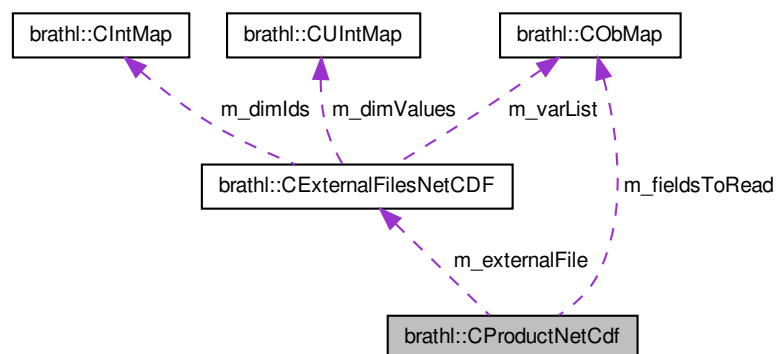 brathl::CIntMap
brathl::CUIntMap
brathl::CObMap
m_dimIds
m_dimValues
m_varList
brathl::CExternalFilesNetCDF
m_fieldsToRead
m_externalFile
brathl::CProductNetCdf